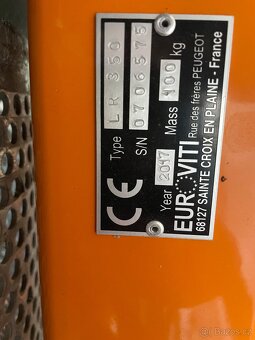 Type LR 350
S/N 0706575
CE
Year 2017 Mass 100 kg
EUROVITI
Rue des frères PEUGEOT
68127 SAINTE CROIX EN PLAINE - France